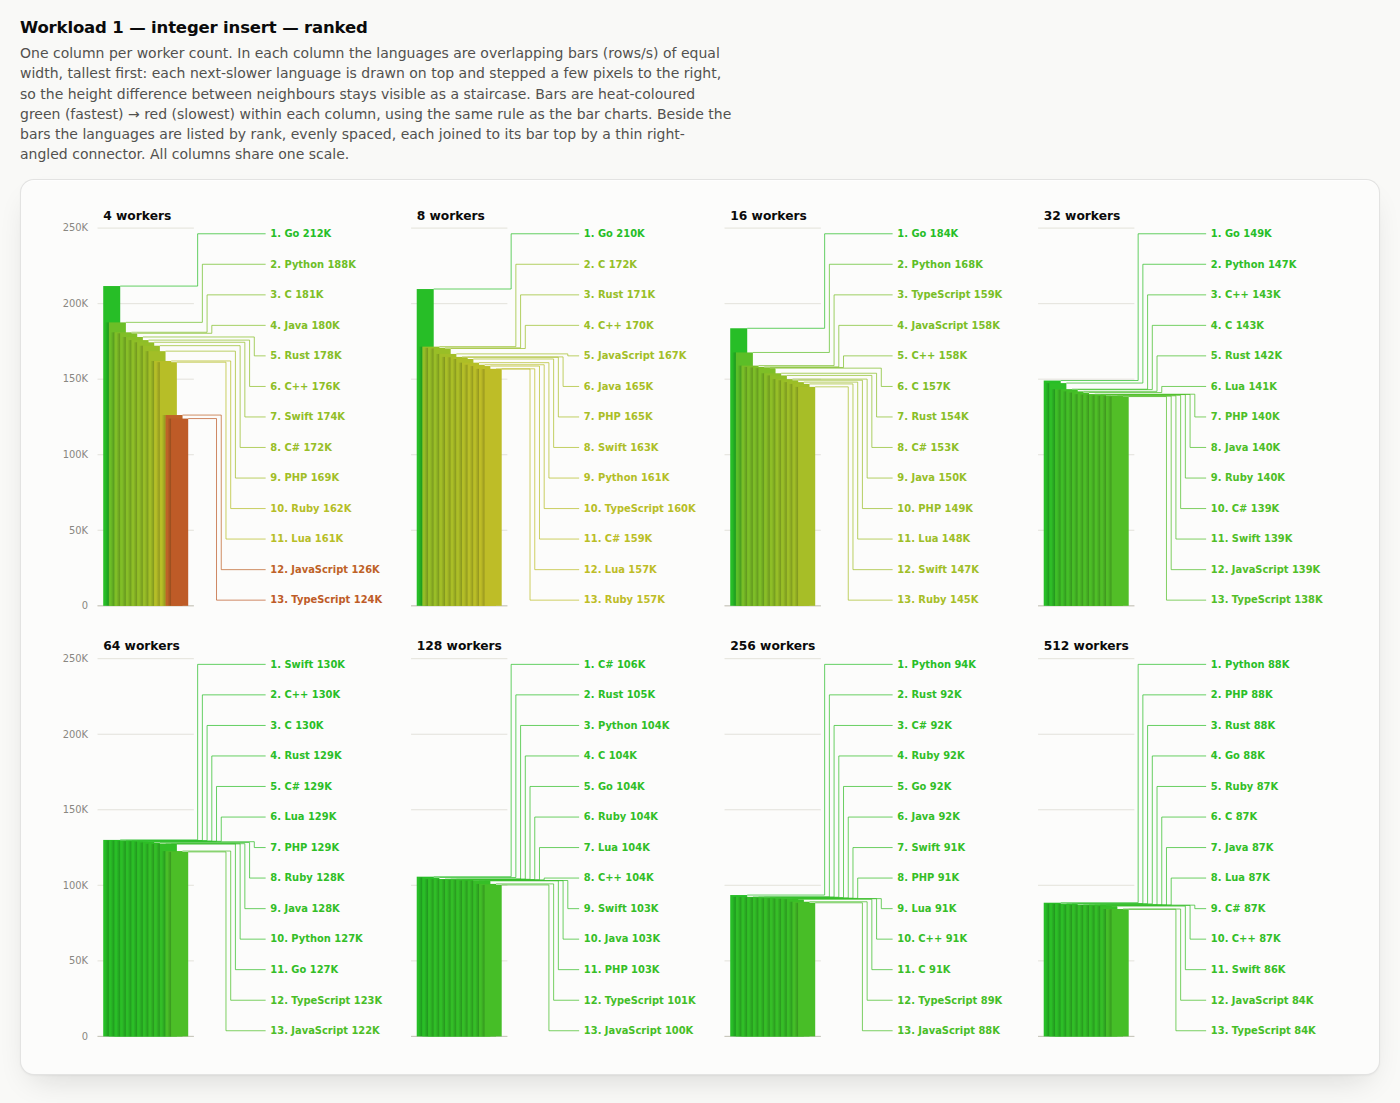 Workload 1 — integer insert — ranked
One column per worker count. In each column the languages are overlapping bars (rows/s) of equal
width, tallest first: each next-slower language is drawn on top and stepped a few pixels to the right,
so the height difference between neighbours stays visible as a staircase. Bars are heat-coloured
green (fastest) → red (slowest) within each column, using the same rule as the bar charts. Beside the
bars the languages are listed by rank, evenly spaced, each joined to its bar top by a thin right-
angled connector. All columns share one scale.
4 workers
250K
200K
150K
100K
50K
0
1. Go 212K
2. Python 188K
3. C 181K
4. Java 180K
5. Rust 178K
6. C++ 176K
7. Swift 174K
8. C# 172K
9. PHP 169K
10. Ruby 162K
11. Lua 161K
12. JavaScript 126K
13. TypeScript 124K
8 workers
1. Go 210K
2. C 172K
3. Rust 171K
4. C++ 170K
5. JavaScript 167K
6. Java 165K
7. PHP 165K
8. Swift 163K
9. Python 161K
10. TypeScript 160K
11. C# 159K
12. Lua 157K
13. Ruby 157K
16 workers
1. Go 184K
2. Python 168K
3. TypeScript 159K
4. JavaScript 158K
5. C++ 158K
6. C 157K
7. Rust 154K
8. C# 153K
9. Java 150K
10. PHP 149K
11. Lua 148K
12. Swift 147K
13. Ruby 145K
32 workers
1. Go 149K
2. Python 147K
3. C++ 143K
4. C 143K
5. Rust 142K
6. Lua 141K
7. PHP 140K
8. Java 140K
9. Ruby 140K
10. C# 139K
11. Swift 139K
12. JavaScript 139K
13. TypeScript 138K
64 workers
250K
200K
150K
100K
50K
0
1. Swift 130K
2. C++ 130K
3. C 130K
4. Rust 129K
5. C# 129K
6. Lua 129K
7. PHP 129K
8. Ruby 128K
9. Java 128K
10. Python 127K
11. Go 127K
12. TypeScript 123K
13. JavaScript 122K
128 workers
1. C# 106K
2. Rust 105K
3. Python 104K
4. C 104K
5. Go 104K
6. Ruby 104K
7. Lua 104K
8. C++ 104K
9. Swift 103K
10. Java 103K
11. PHP 103K
12. TypeScript 101K
13. JavaScript 100K
256 workers
1. Python 94K
2. Rust 92K
3. C# 92K
4. Ruby 92K
5. Go 92K
6. Java 92K
7. Swift 91K
8. PHP 91K
9. Lua 91K
10. C++ 91K
11. C 91K
12. TypeScript 89K
13. JavaScript 88K
512 workers
1. Python 88K
2. PHP 88K
3. Rust 88K
4. Go 88K
5. Ruby 87K
6. C 87K
7. Java 87K
8. Lua 87K
9. C# 87K
10. C++ 87K
11. Swift 86K
12. JavaScript 84K
13. TypeScript 84K